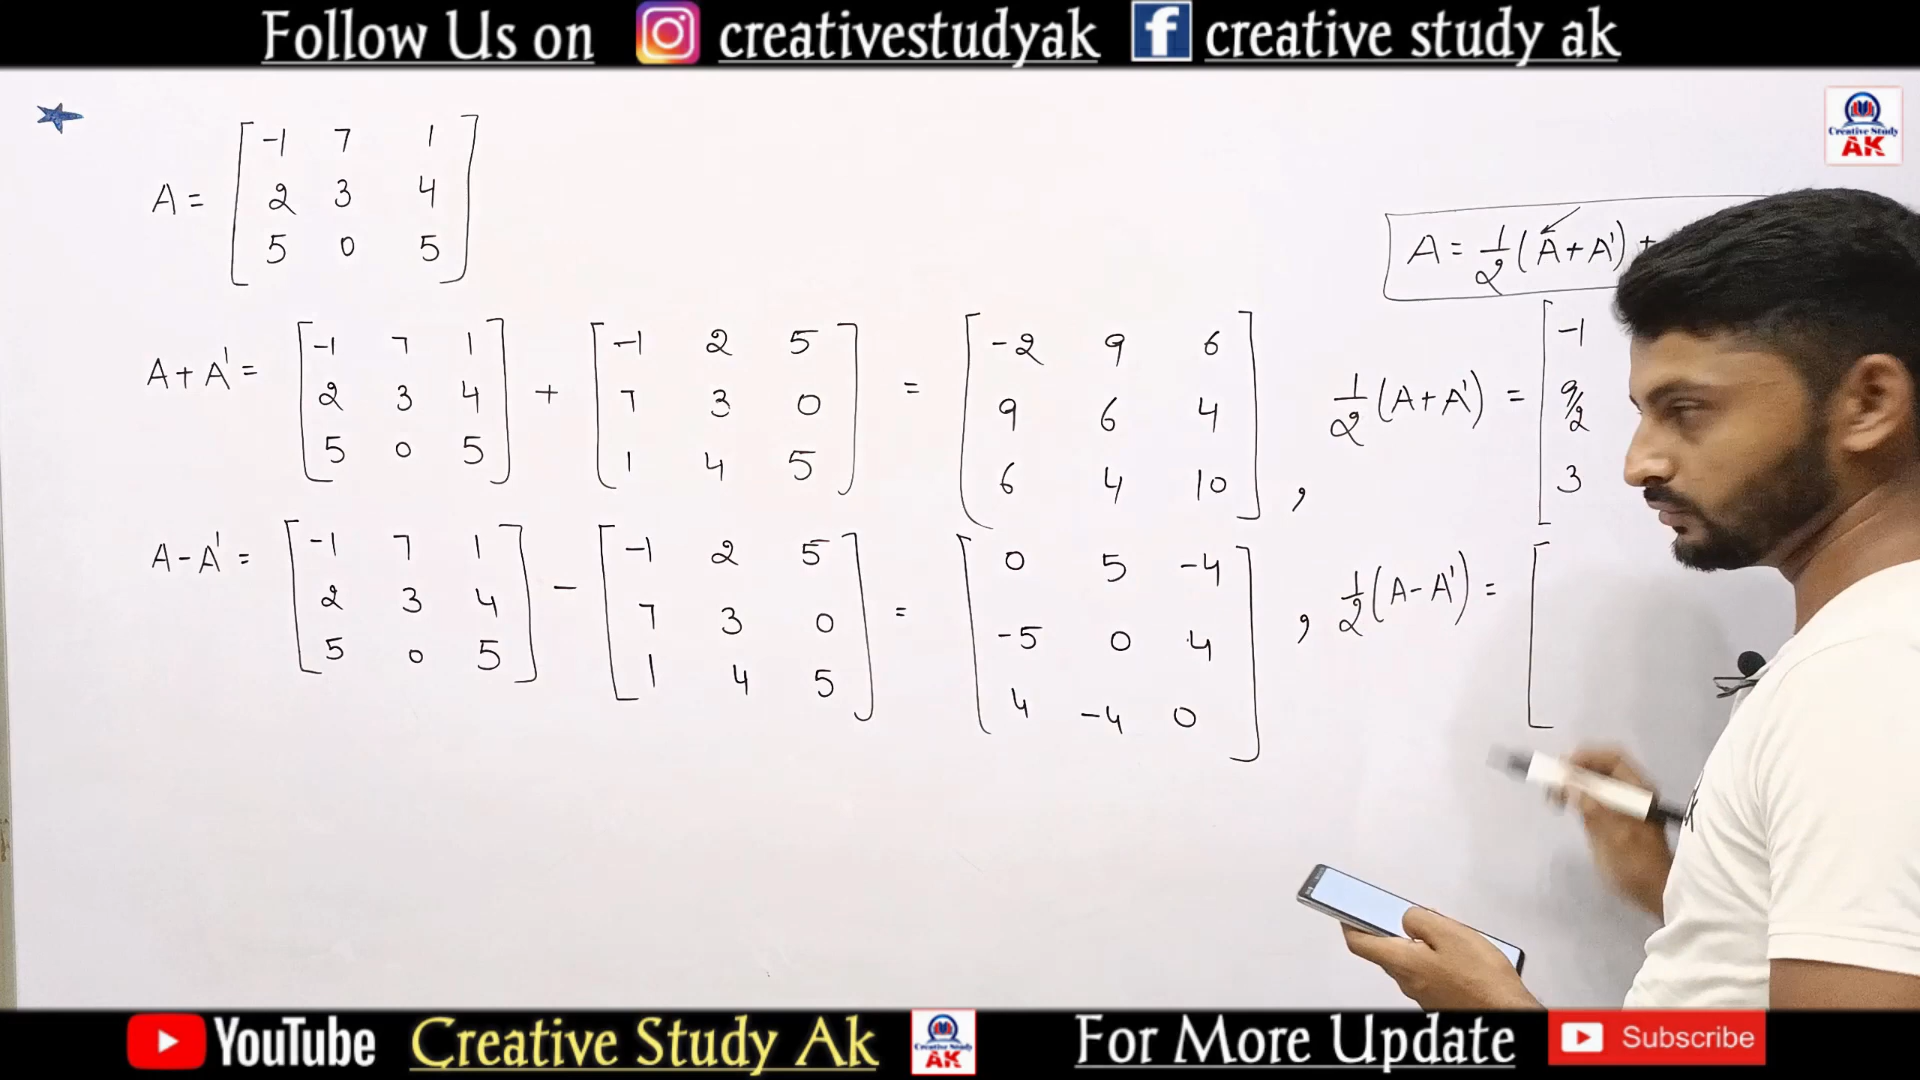 Follow Us on creativestudyak creative study ak
Creative Study
AK
A = [ -1 7 1
2 3 4
5 0 5 ]
A = 1/2 ( A + A' ) +
A + A' = [ -1 7 1
2 3 4
5 0 5 ] + [ -1 2 5
7 3 0
1 4 5 ] = [ -2 9 6
9 6 4
6 4 10 ] , 1/2 ( A + A' ) = [ -1
9/2
3
A - A' = [ -1 7 1
2 3 4
5 0 5 ] - [ -1 2 5
7 3 0
1 4 5 ] = [ 0 5 -4
-5 0 4
4 -4 0 ] , 1/2 ( A - A' ) = [
YouTube Creative Study Ak Creative Study AK For More Update Subscribe